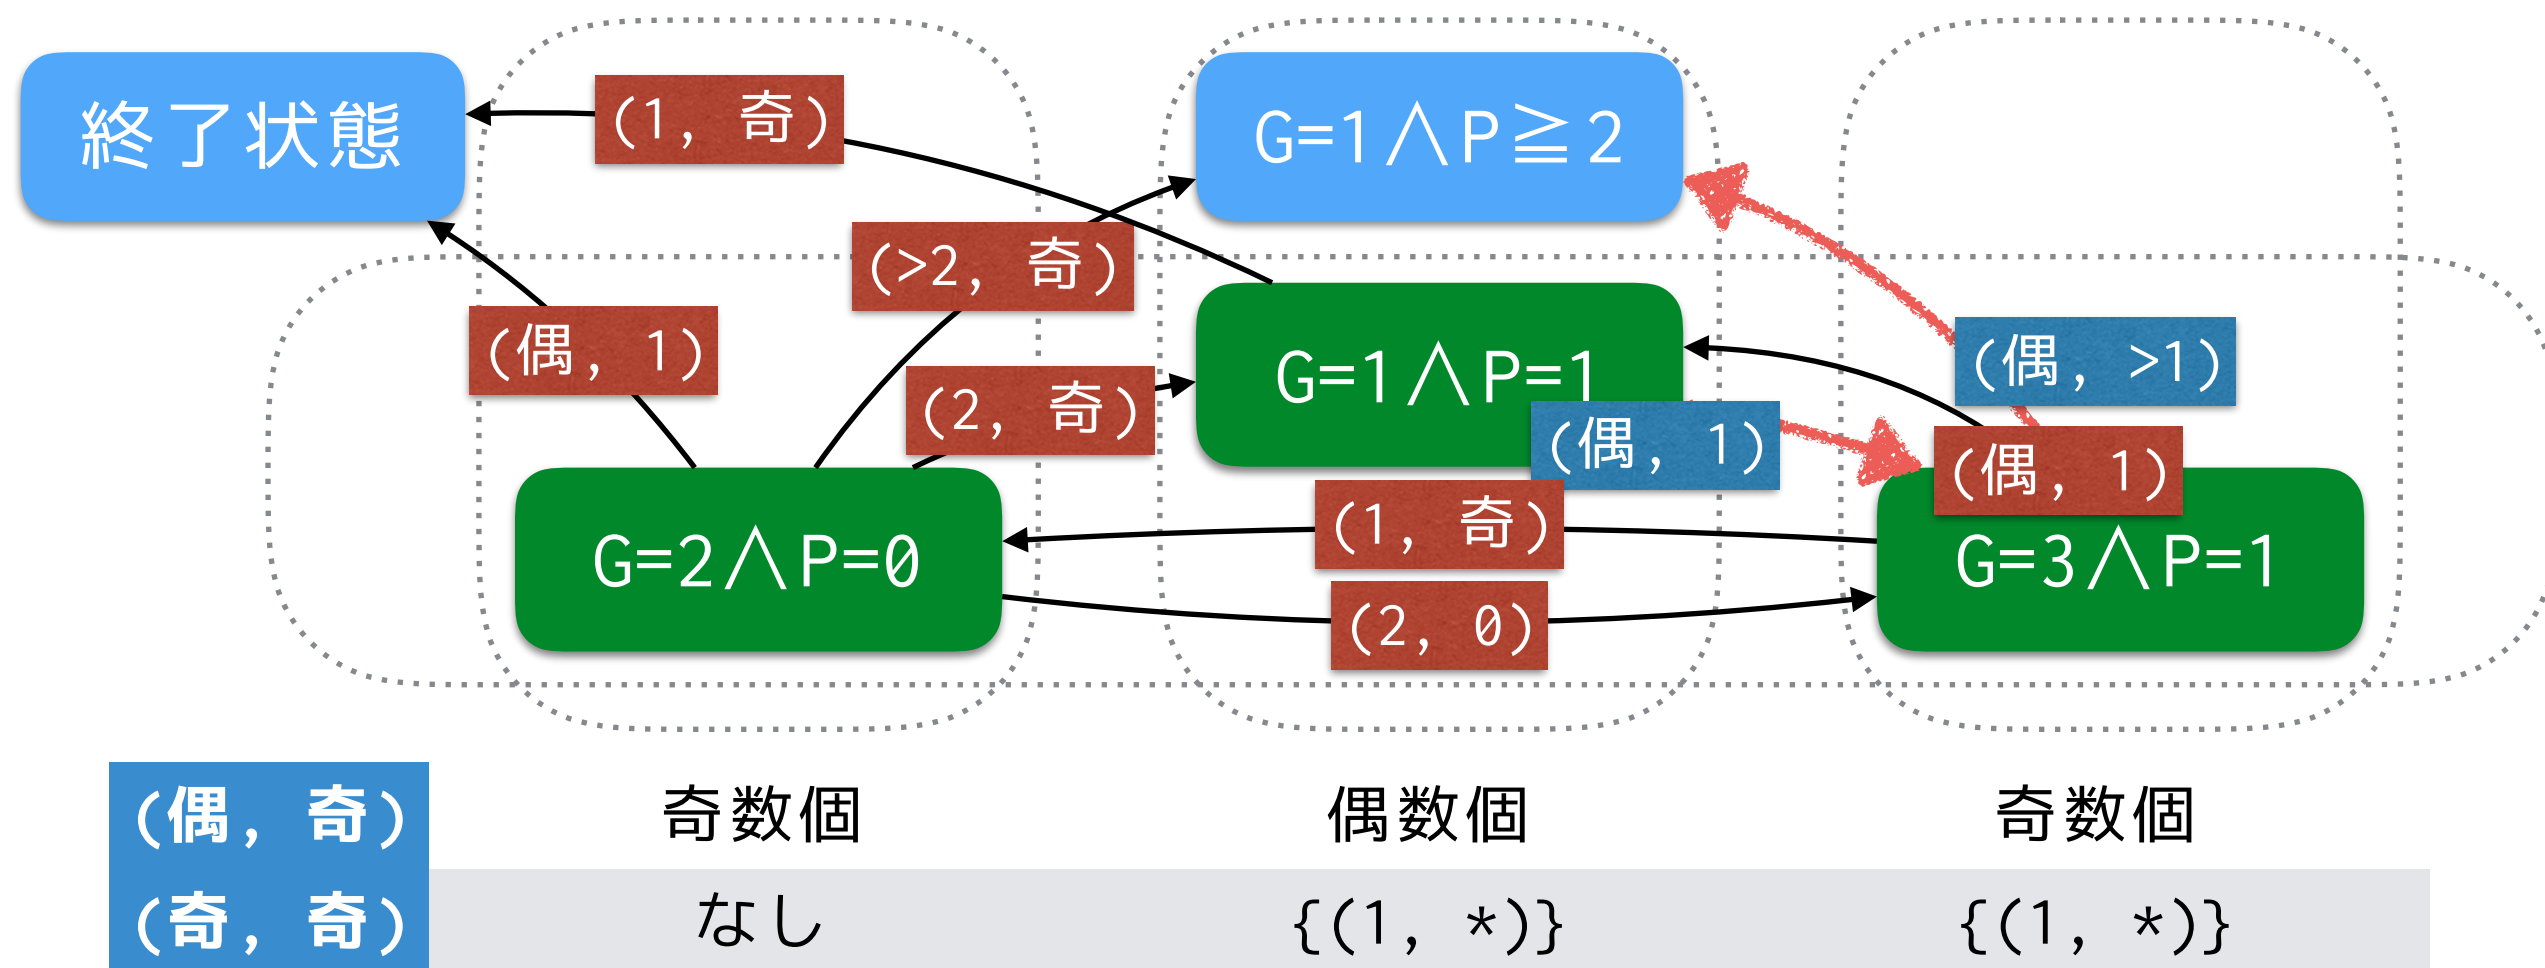 終了状態
(1, 奇)
G=1∧P≧2
(>2, 奇)
(偶, 1)
(2, 奇)
G=1∧P=1
(偶, >1)
(偶, 1)
(偶, 1)
G=2∧P=0
(1, 奇)
G=3∧P=1
(2, 0)
(偶, 奇) 奇数個 偶数個 奇数個
(奇, 奇) なし {(1, *)} {(1, *)}